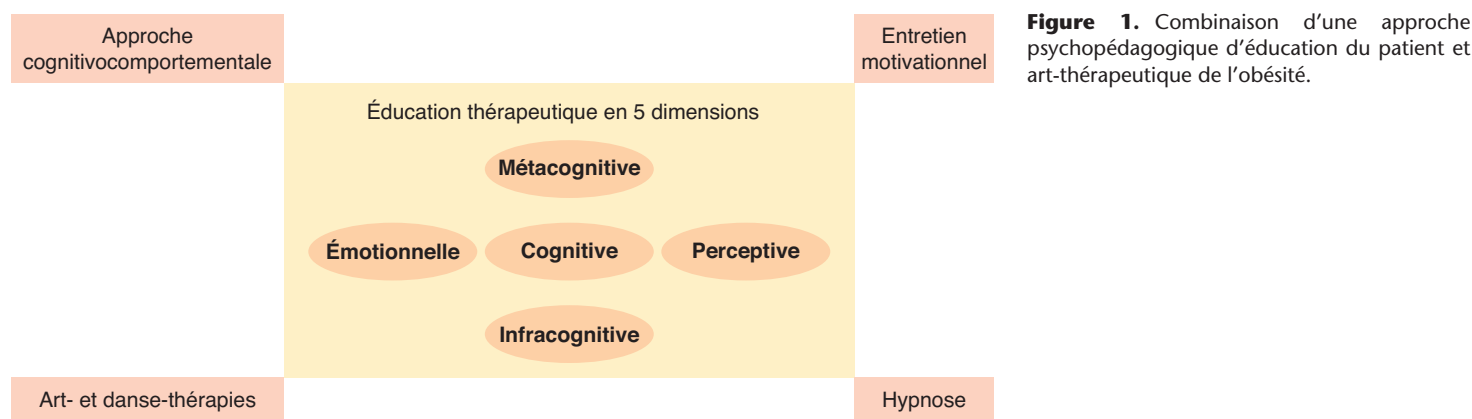 Approche
cognitivocomportementale
Entretien
motivationnel
Éducation thérapeutique en 5 dimensions
Métacognitive
Émotionnelle
Cognitive
Perceptive
Infracognitive
Art- et danse-thérapies
Hypnose
Figure 1. Combinaison d'une approche
psychopédagogique d'éducation du patient et
art-thérapeutique de l'obésité.